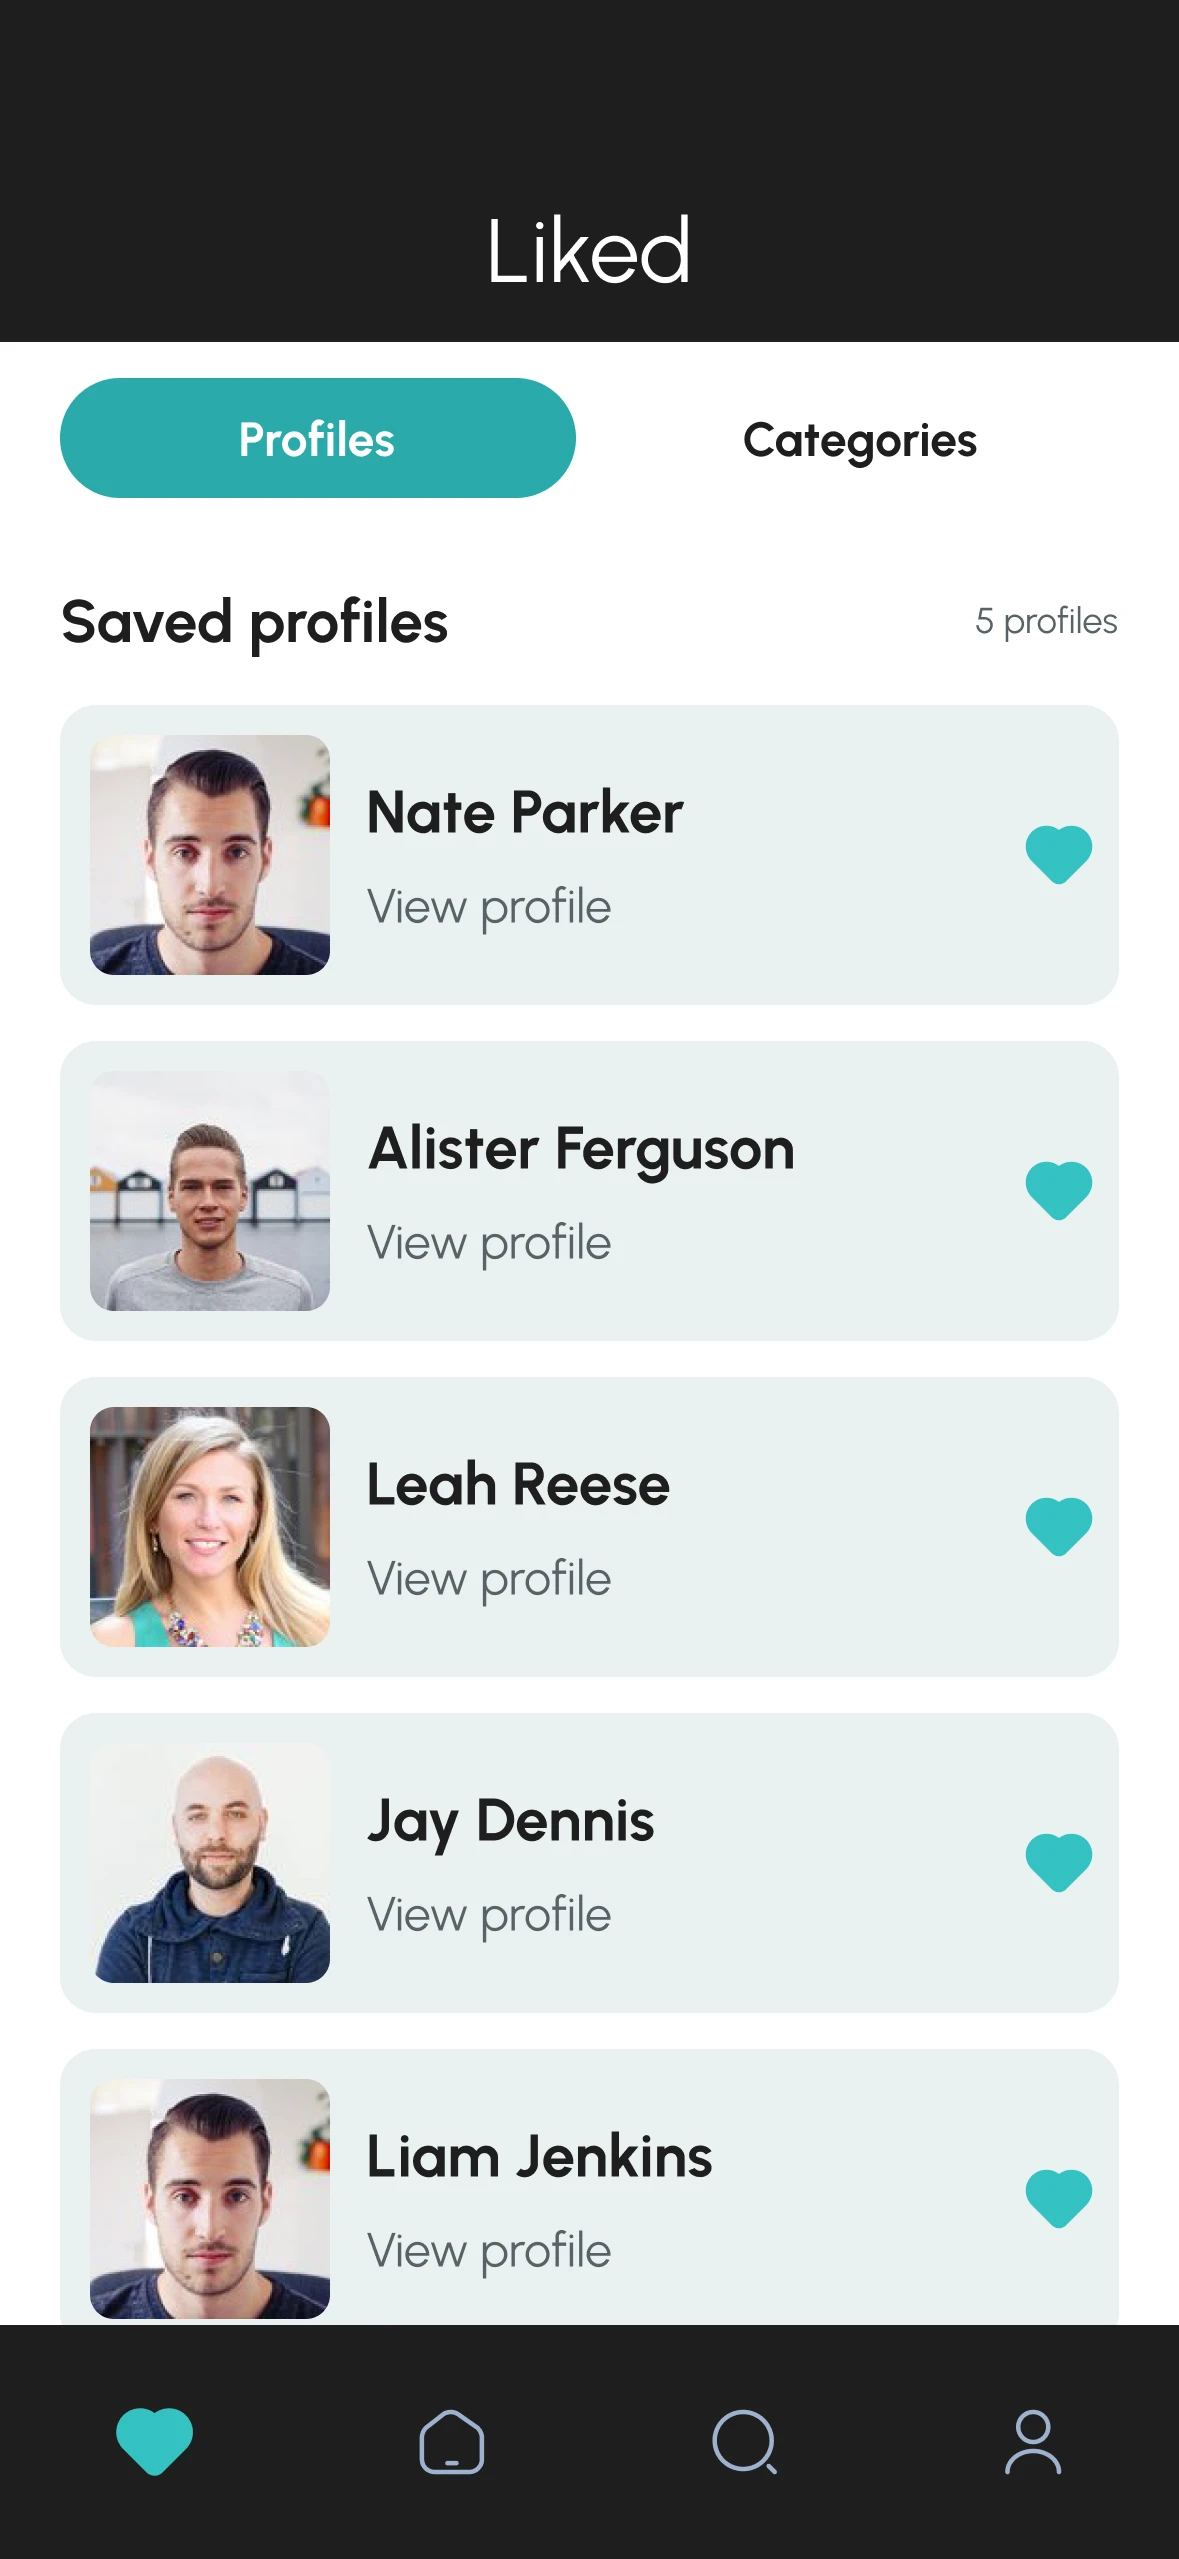 Liked
Profiles
Categories
Saved profiles
5 profiles
Nate Parker
View profile
Alister Ferguson
View profile
Leah Reese
View profile
Jay Dennis
View profile
Liam Jenkins
View profile